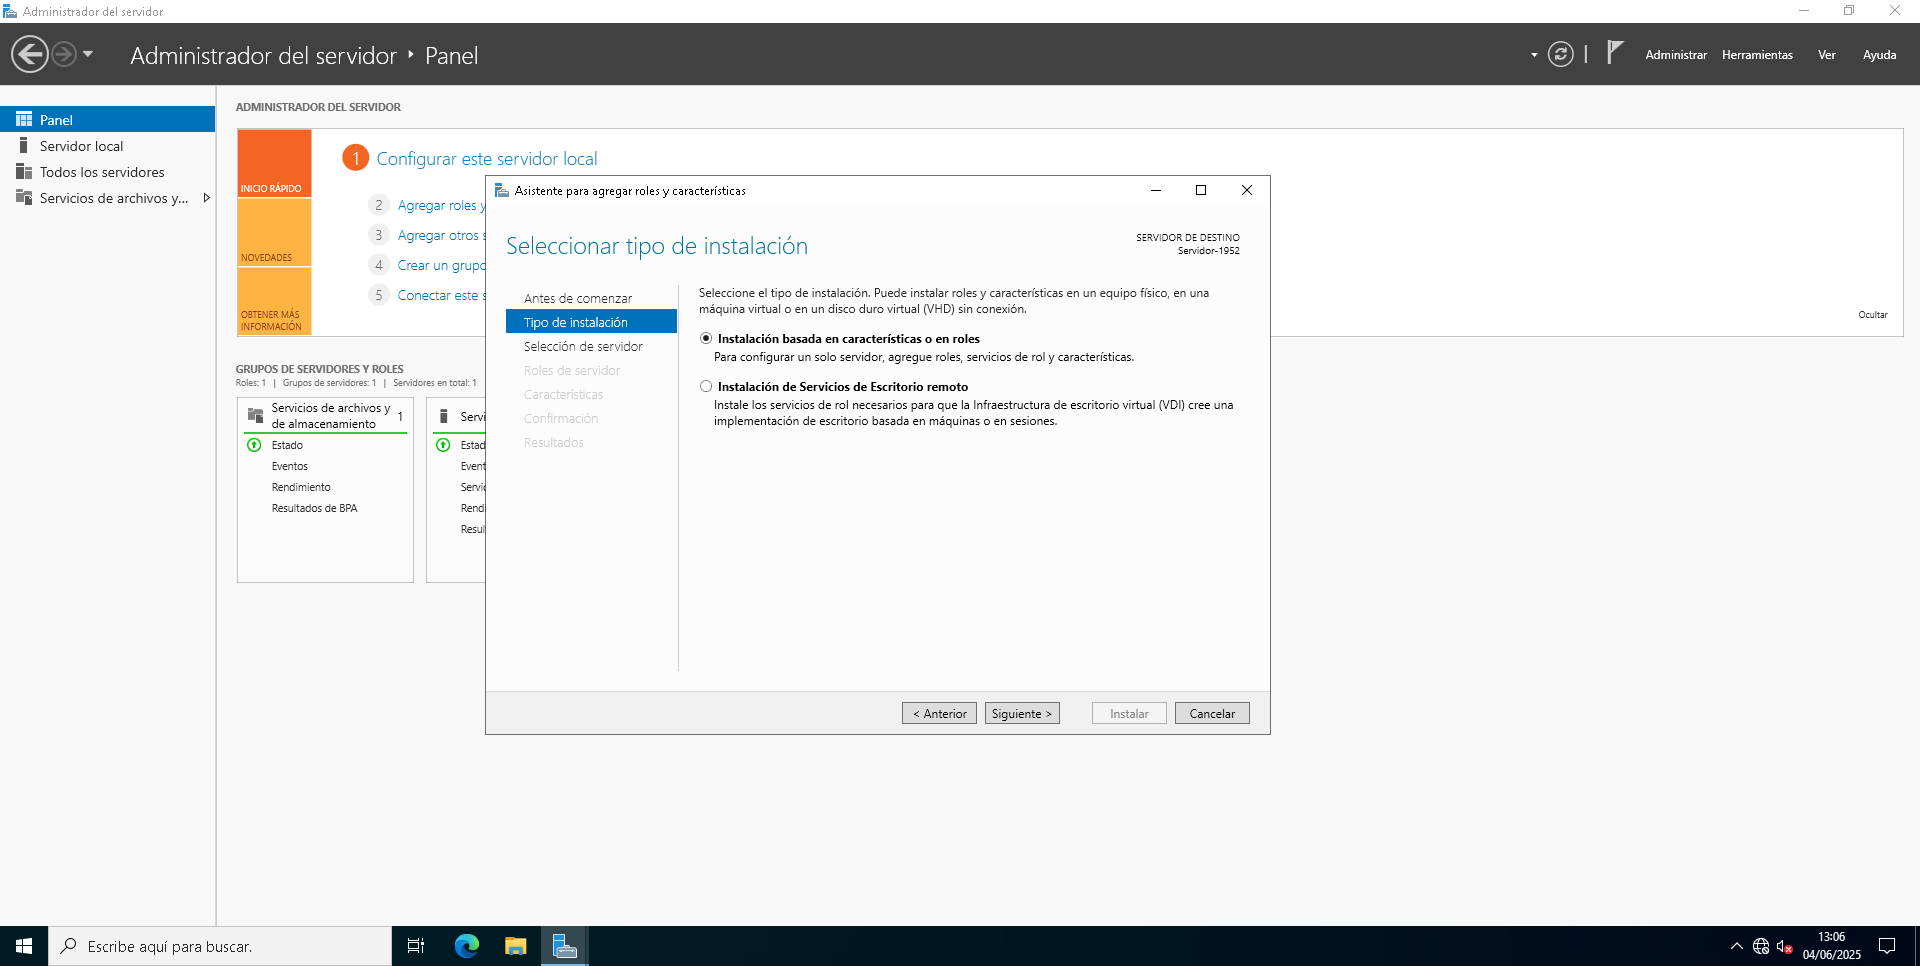 Administrador del servidor
Administrador del servidor ‣ Panel
Administrar
Herramientas
Ver
Ayuda
Panel
Servidor local
Todos los servidores
Servicios de archivos y...
ADMINISTRADOR DEL SERVIDOR
INICIO RÁPIDO
NOVEDADES
OBTENER MÁS
INFORMACIÓN
1 Configurar este servidor local
2 Agregar roles y
3 Agregar otros s
4 Crear un grupo
5 Conectar este s
Ocultar
GRUPOS DE SERVIDORES Y ROLES
Roles: 1 | Grupos de servidores: 1 | Servidores en total: 1
Servicios de archivos y
de almacenamiento
1
Estado
Eventos
Rendimiento
Resultados de BPA
Servi
Estad
Event
Servic
Rend
Resul
Asistente para agregar roles y características
Seleccionar tipo de instalación
SERVIDOR DE DESTINO
Servidor-1952
Antes de comenzar
Tipo de instalación
Selección de servidor
Roles de servidor
Características
Confirmación
Resultados
Seleccione el tipo de instalación. Puede instalar roles y características en un equipo físico, en una
máquina virtual o en un disco duro virtual (VHD) sin conexión.
Instalación basada en características o en roles
Para configurar un solo servidor, agregue roles, servicios de rol y características.
Instalación de Servicios de Escritorio remoto
Instale los servicios de rol necesarios para que la Infraestructura de escritorio virtual (VDI) cree una
implementación de escritorio basada en máquinas o en sesiones.
< Anterior
Siguiente >
Instalar
Cancelar
Escribe aquí para buscar.
13:06
04/06/2025